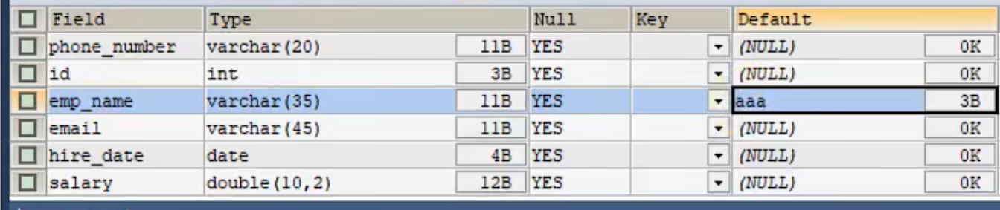 Field Type Null Key Default
phone_number varchar(20) 11B YES (NULL) 0K
id int 3B YES (NULL) 0K
emp_name varchar(35) 11B YES aaa 3B
email varchar(45) 11B YES (NULL) 0K
hire_date date 4B YES (NULL) 0K
salary double(10,2) 12B YES (NULL) 0K